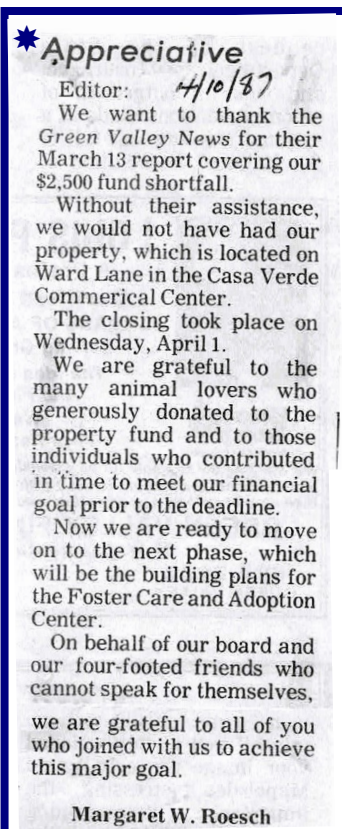 Appreciative
Editor: 4/10/87
We want to thank the
Green Valley News for their
March 13 report covering our
$2,500 fund shortfall.
Without their assistance,
we would not have had our
property, which is located on
Ward Lane in the Casa Verde
Commerical Center.
The closing took place on
Wednesday, April 1.
We are grateful to the
many animal lovers who
generously donated to the
property fund and to those
individuals who contributed
in time to meet our financial
goal prior to the deadline.
Now we are ready to move
on to the next phase, which
will be the building plans for
the Foster Care and Adoption
Center.
On behalf of our board and
our four-footed friends who
cannot speak for themselves,
we are grateful to all of you
who joined with us to achieve
this major goal.
Margaret W. Roesch